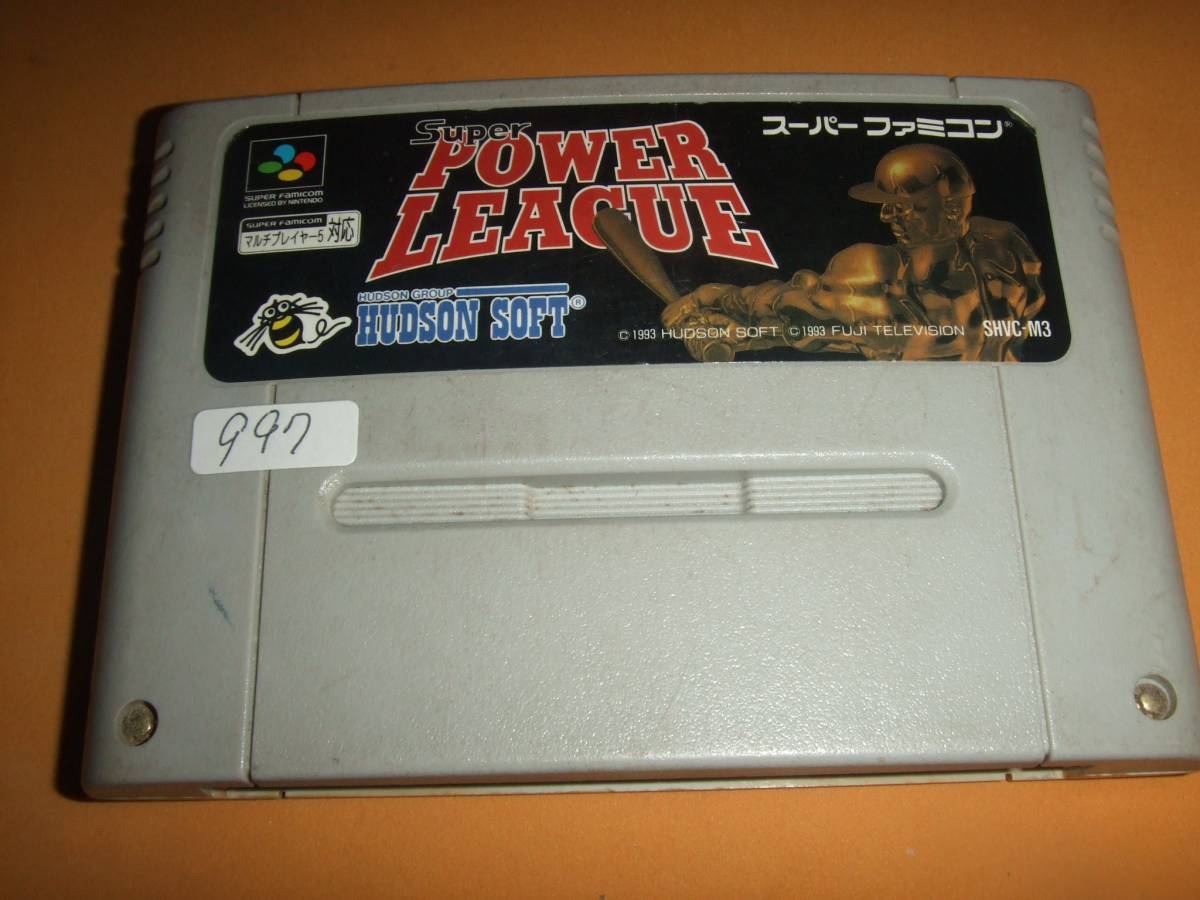 Super
POWER
LEAGUE
スーパーファミコン®
SUPER FAMICOM
LICENSED BY NINTENDO
SUPER FAMICOM
マルチプレイヤー5 対応
HUDSON GROUP
HUDSON SOFT®
© 1993 HUDSON SOFT © 1993 FUJI TELEVISION SHVC-M3
997